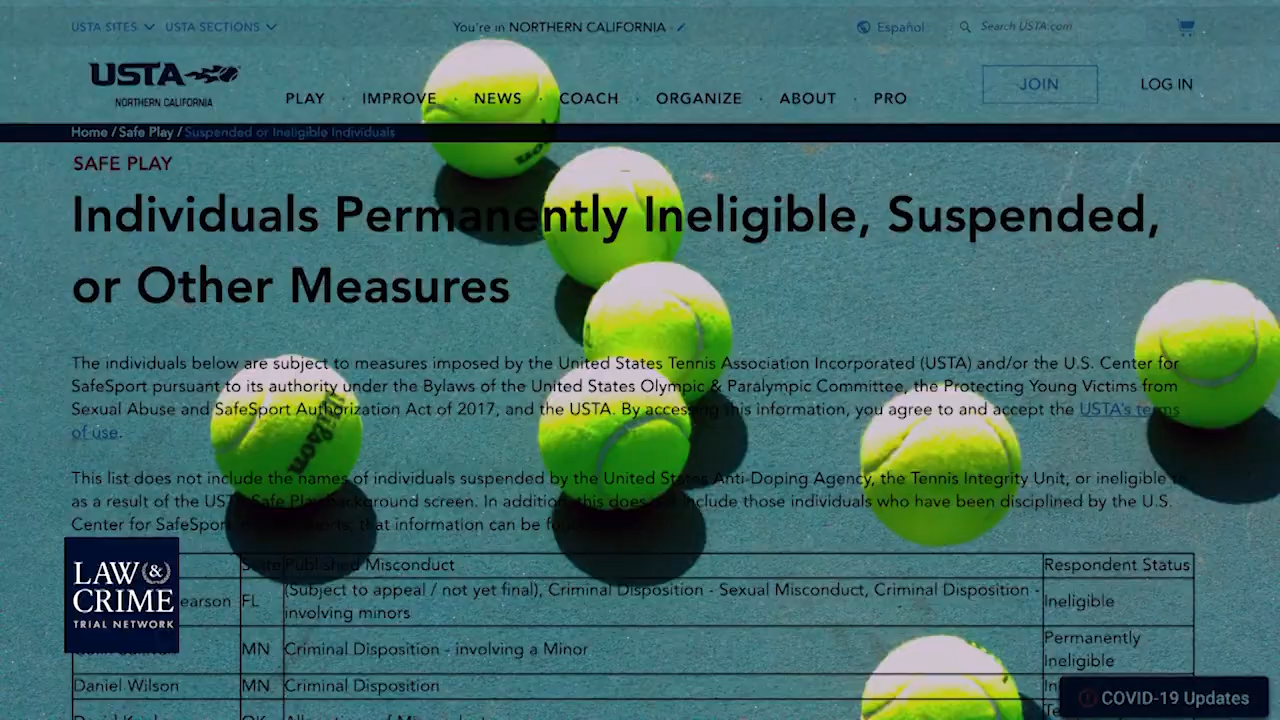 USTA SITES USTA SECTIONS You're in NORTHERN CALIFORNIA Español Search USTA.com
USTA
NORTHERN CALIFORNIA
PLAY · IMPROVE · NEWS · COACH · ORGANIZE · ABOUT · PRO
JOIN LOG IN
Home / Safe Play / Suspended or Ineligible Individuals
SAFE PLAY
Individuals Permanently Ineligible, Suspended,
or Other Measures
The individuals below are subject to measures imposed by the United States Tennis Association Incorporated (USTA) and/or the U.S. Center for
SafeSport pursuant to its authority under the Bylaws of the United States Olympic & Paralympic Committee, the Protecting Young Victims from
Sexual Abuse and SafeSport Authorization Act of 2017, and the USTA. By accessing this information, you agree to and accept the USTA's terms
of use.
This list does not include the names of individuals suspended by the United States Anti-Doping Agency, the Tennis Integrity Unit, or ineligible
as a result of the USTA Safe Play background screen. In addition, this does not include those individuals who have been disciplined by the U.S.
Center for SafeSport that information can be
State Published Misconduct Respondent Status
earson FL (Subject to appeal / not yet final), Criminal Disposition - Sexual Misconduct, Criminal Disposition -
involving minors
Ineligible
MN Criminal Disposition - involving a Minor
Permanently
Ineligible
Daniel Wilson MN Criminal Disposition
Wilson
LAW &
CRIME
TRIAL NETWORK
COVID-19 Updates